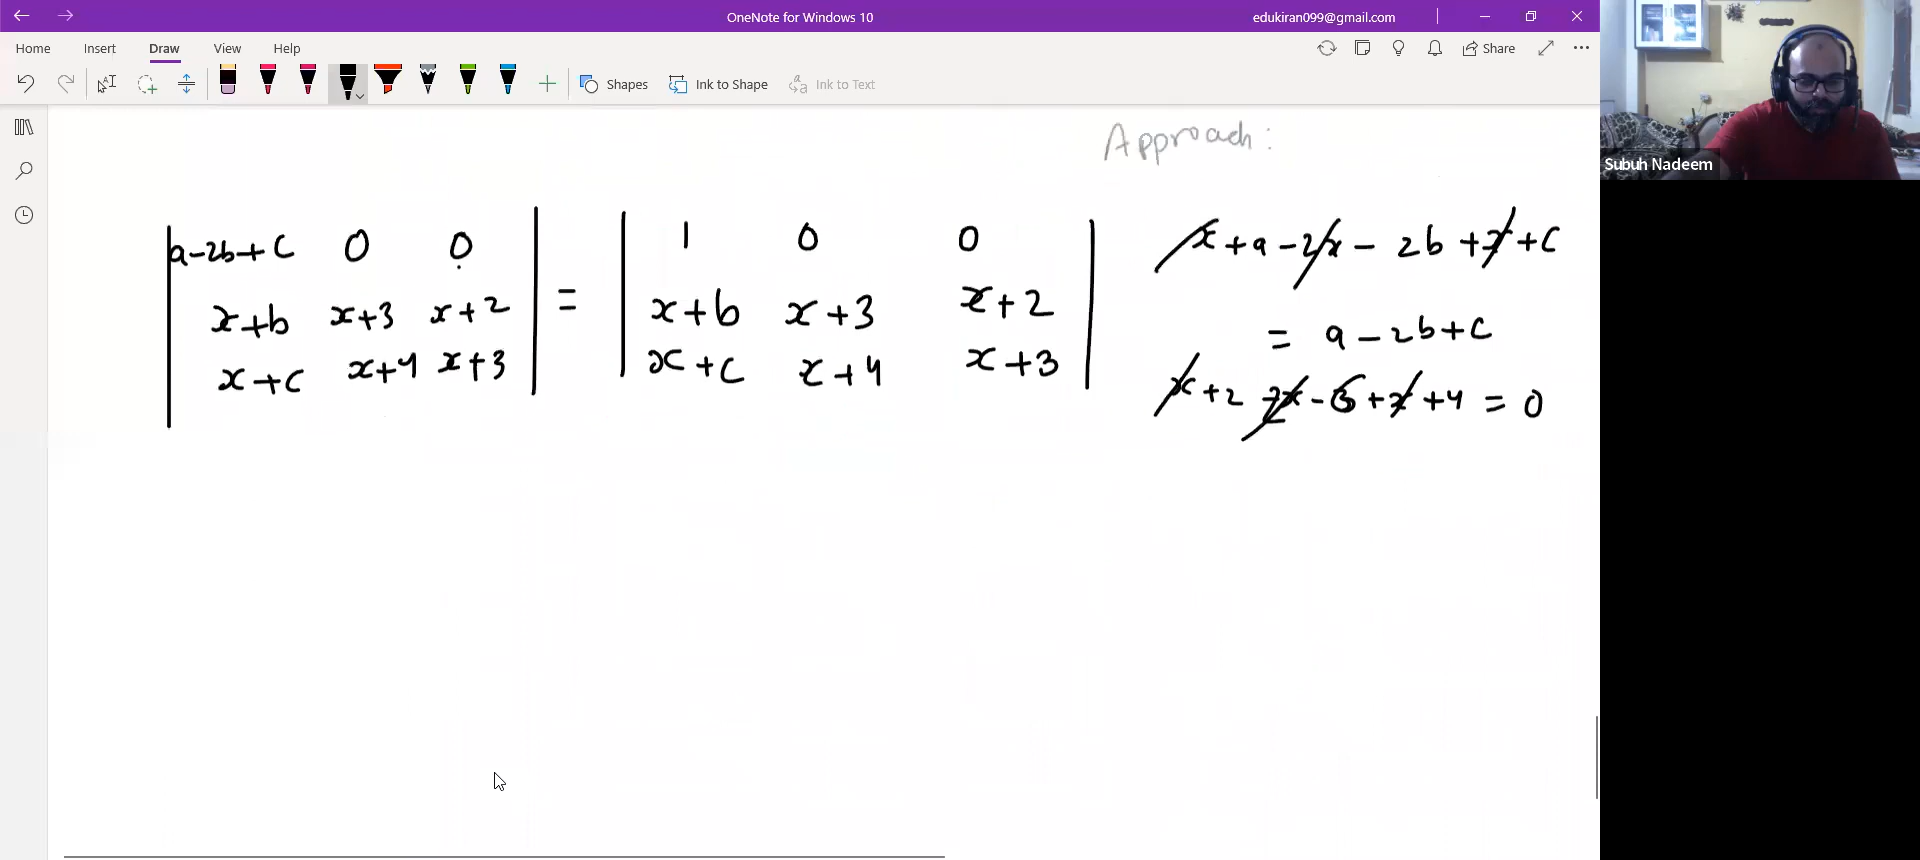 OneNote for Windows 10
edukiran099@gmail.com
Home Insert Draw View Help
Share
Shapes
Ink to Shape
Ink to Text
Subuh Nadeem
Approach:
| a-2b+c 0 0 | = | 1 0 0 |
| x+b x+3 x+2 | | x+b x+3 x+2 |
| x+c x+4 x+3 | | x+c x+4 x+3 |
x+a-2x-2b+x+c
= a-2b+c
x+2-2x-6+x+4=0